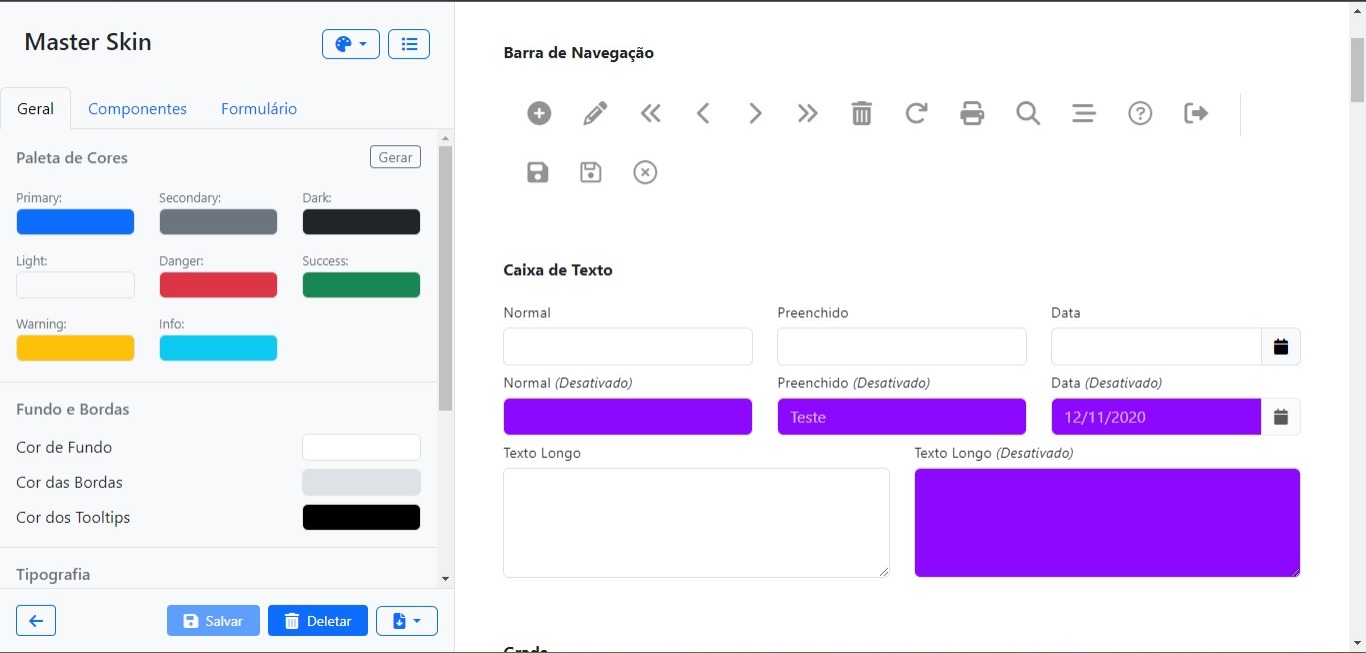 Master Skin
Geral Componentes Formulário
Paleta de Cores Gerar
Primary: Secondary: Dark:
Light: Danger: Success:
Warning: Info:
Fundo e Bordas
Cor de Fundo
Cor das Bordas
Cor dos Tooltips
Tipografia
Salvar Deletar
Barra de Navegação
Caixa de Texto
Normal Preenchido Data
Normal (Desativado) Preenchido (Desativado) Data (Desativado)
Teste 12/11/2020
Texto Longo Texto Longo (Desativado)
Grade